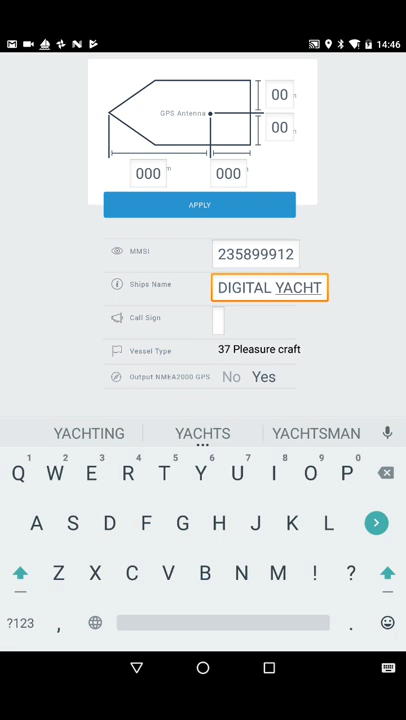 14:46
00 m
GPS Antenna
00 m
000 m 000
APPLY
MMSI 235899912
Ships Name DIGITAL YACHT
Call Sign
Vessel Type 37 Pleasure craft
Output NMEA2000 GPS No Yes
YACHTING YACHTS YACHTSMAN
1 2 3 4 5 6 7 8 9 0
Q W E R T Y U I O P
A S D F G H J K L
Z X C V B N M ! ?
?123 , .